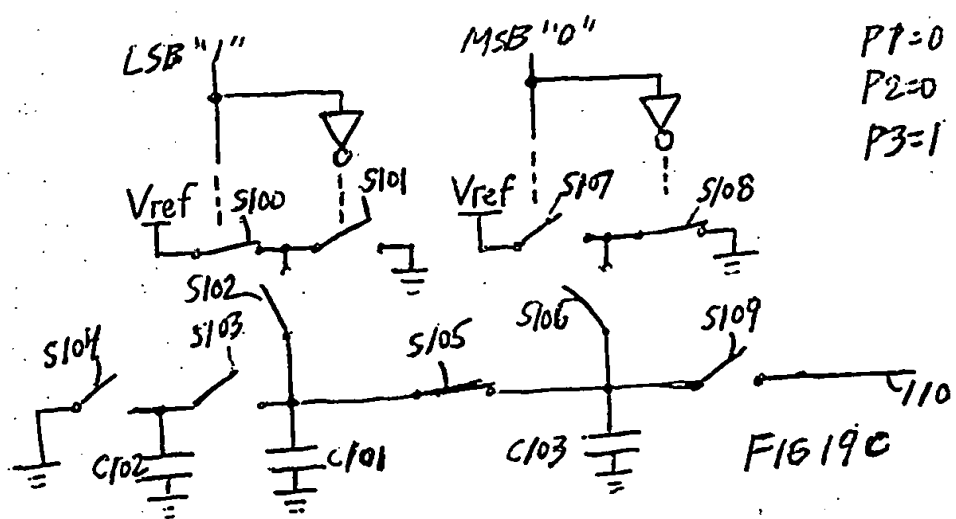 LSB "1"
MSB "0"
P1=0
P2=0
P3=1
Vref
S100
S101
Vref
S107
S108
S102
S106
S104
S103
S105
S109
110
C102
C101
C103
FIG 19C